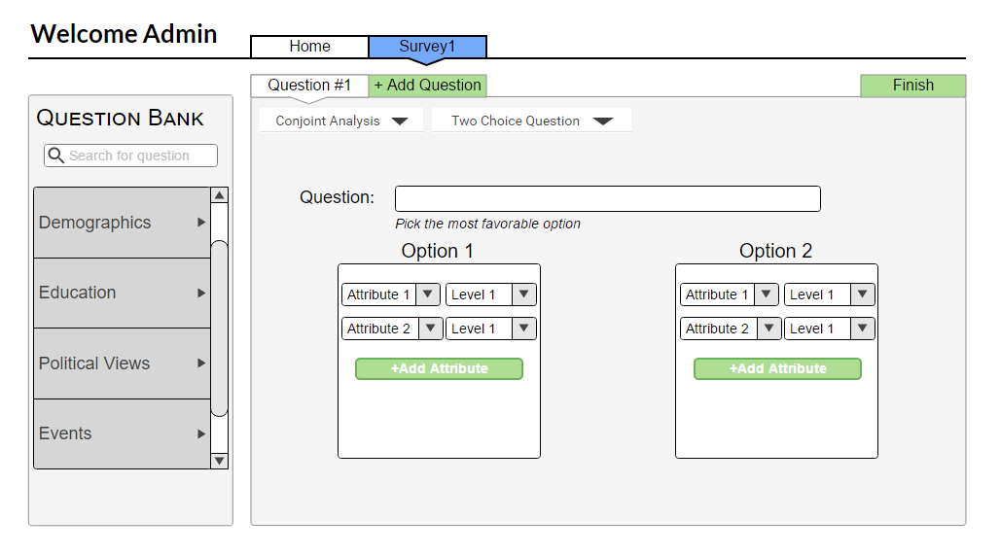 Welcome Admin
Home
Survey1
Question #1
+ Add Question
Finish
Question Bank
Search for question
Demographics
Education
Political Views
Events
Conjoint Analysis
Two Choice Question
Question:
Pick the most favorable option
Option 1
Attribute 1 Level 1
Attribute 2 Level 1
+Add Attribute
Option 2
Attribute 1 Level 1
Attribute 2 Level 1
+Add Attribute